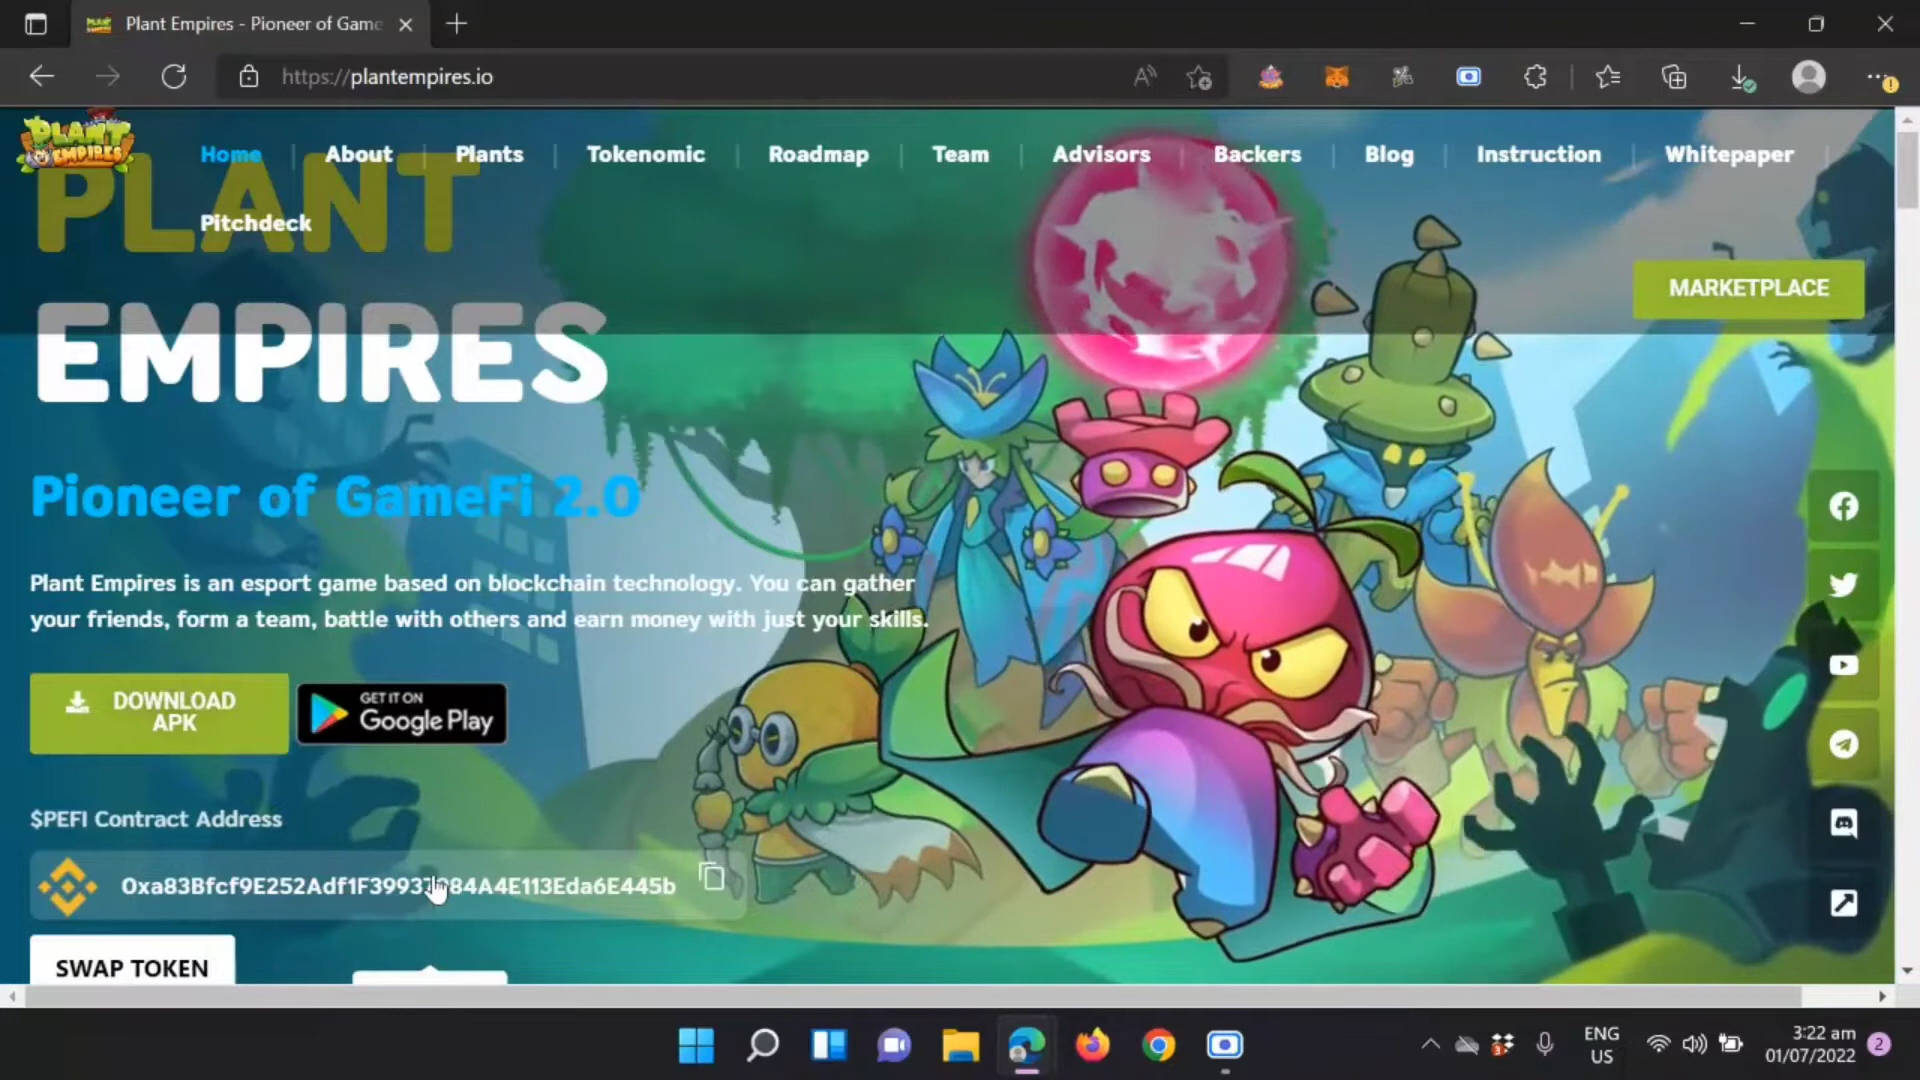 Plant Empires - Pioneer of Game
https://plantempires.io
PLANT EMPIRES
Home
About
Plants
Tokenomic
Roadmap
Team
Advisors
Backers
Blog
Instruction
Whitepaper
Pitchdeck
MARKETPLACE
PLANT
EMPIRES
Pioneer of GameFi 2.0
Plant Empires is an esport game based on blockchain technology. You can gather
your friends, form a team, battle with others and earn money with just your skills.
DOWNLOAD
APK
GET IT ON
Google Play
$PEFI Contract Address
SWAP TOKEN
ENG
US
3:22 am
01/07/2022
2